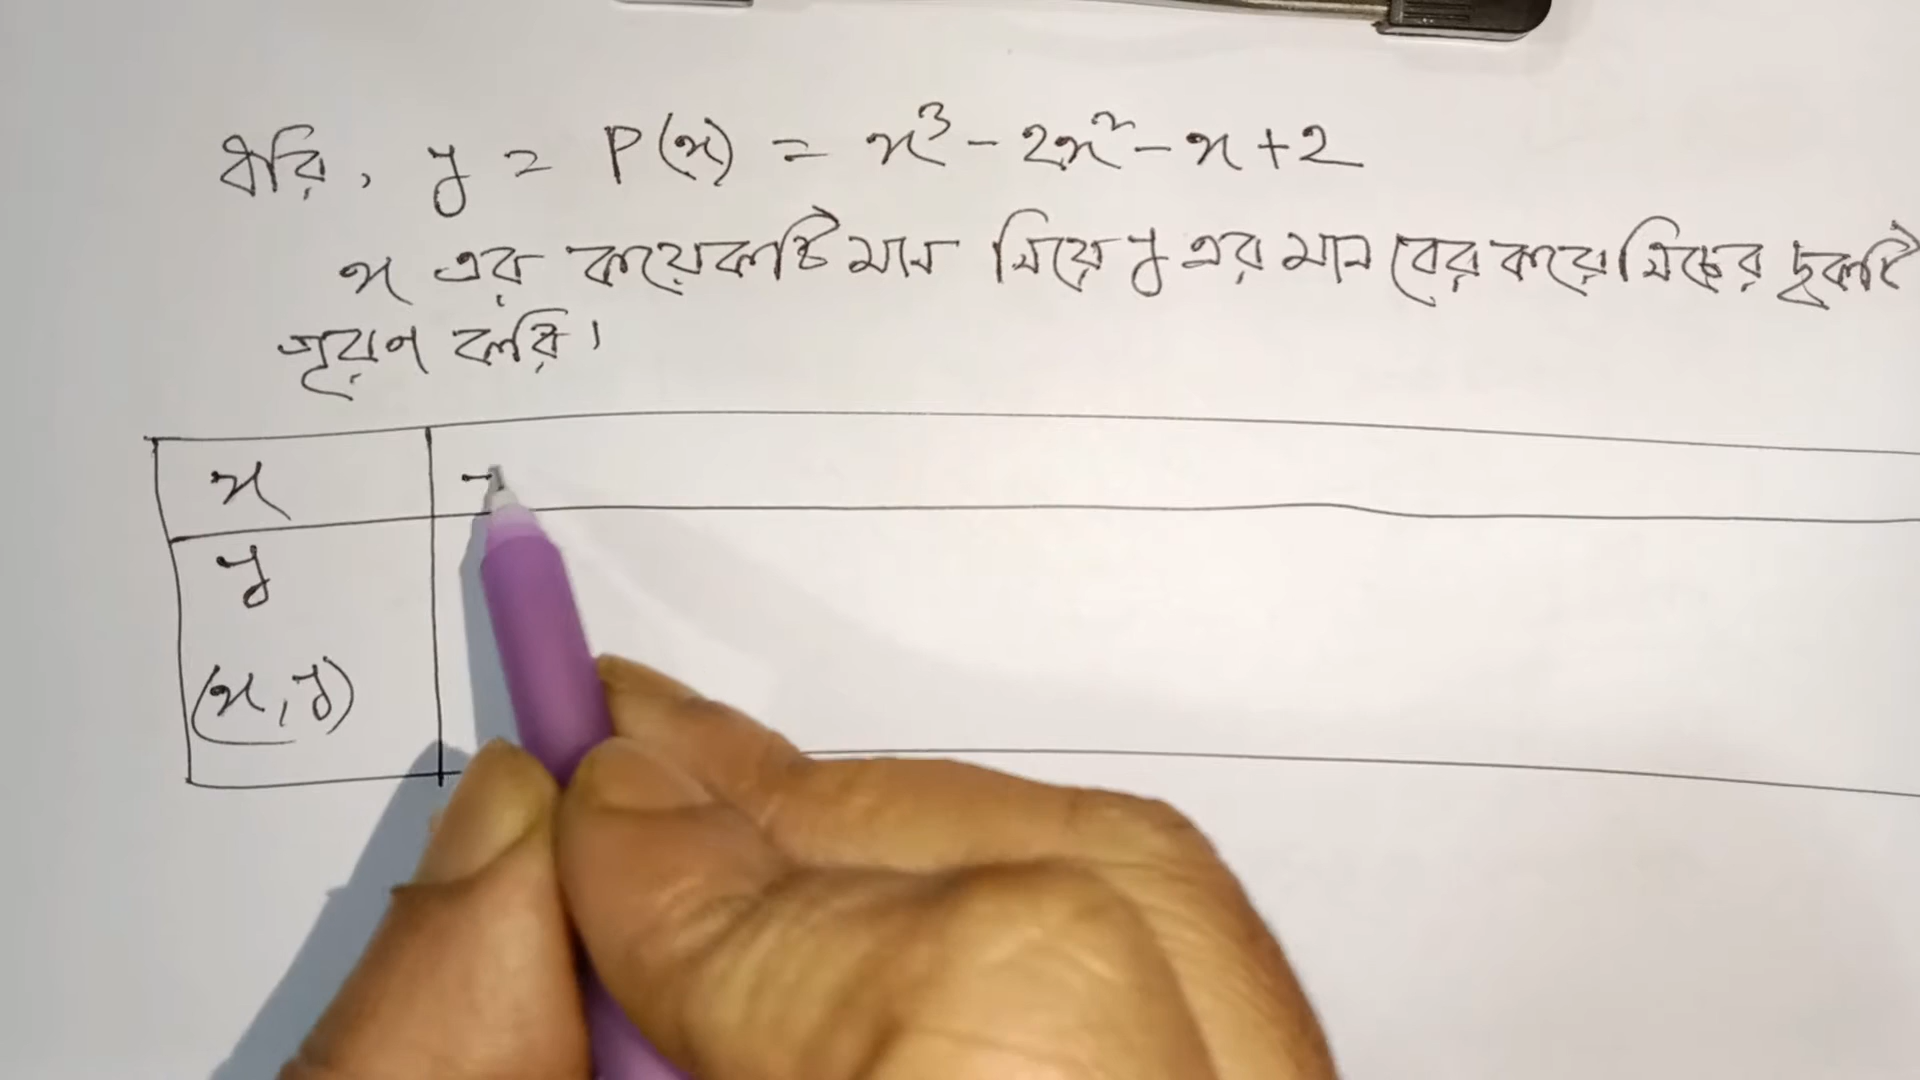 ধরি, y = P(x) = x³ - 2x² - x + 2
x এর কয়েকটি মান নিয়ে y এর মান বের করে নিচের ছকটি
পূরণ করি।
x -
y
(x, y)